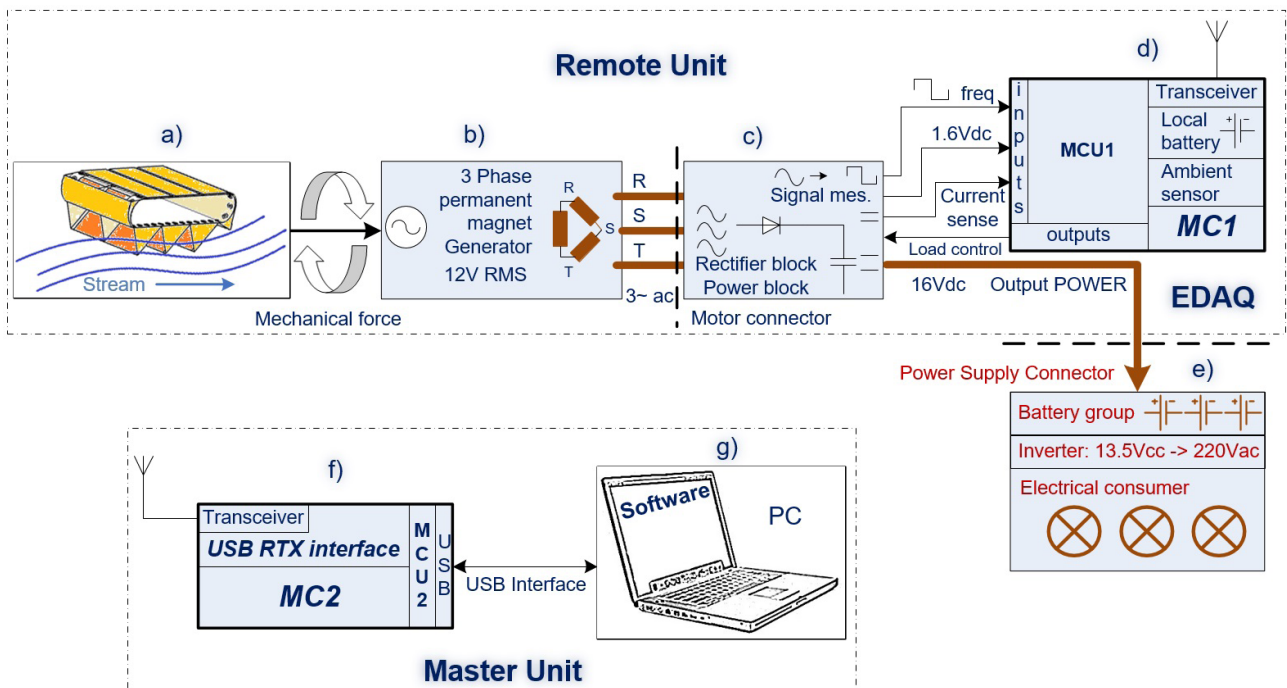 Remote Unit
a)
Stream
Mechanical force
b)
3 Phase
permanent
magnet
Generator
12V RMS
R
S
T
R
S
T
3~ ac
c)
Signal mes.
Rectifier block
Power block
Motor connector
freq
1.6Vdc
Current
sense
Load control
16Vdc
Output POWER
d)
inputs
MCU1
outputs
Transceiver
Local
battery
+ -
Ambient
sensor
MC1
EDAQ
Power Supply Connector
e)
Battery group
+ - + - + -
Inverter: 13.5Vcc -> 220Vac
Electrical consumer
f)
Transceiver
USB RTX interface
MC2
MCU2
USB
USB Interface
g)
Software
PC
Master Unit